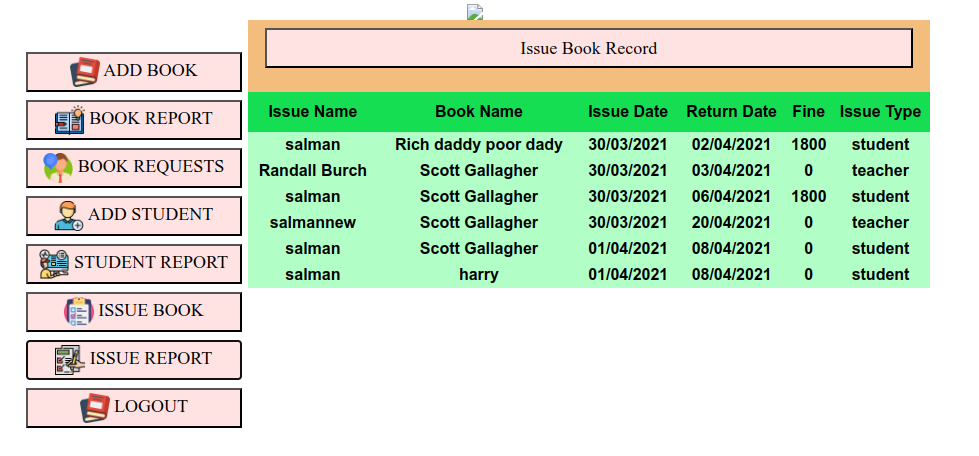 ADD BOOK
BOOK REPORT
BOOK REQUESTS
ADD STUDENT
STUDENT REPORT
ISSUE BOOK
ISSUE REPORT
LOGOUT
Issue Book Record
Issue Name Book Name Issue Date Return Date Fine Issue Type
salman Rich daddy poor dady 30/03/2021 02/04/2021 1800 student
Randall Burch Scott Gallagher 30/03/2021 03/04/2021 0 teacher
salman Scott Gallagher 30/03/2021 06/04/2021 1800 student
salmannew Scott Gallagher 30/03/2021 20/04/2021 0 teacher
salman Scott Gallagher 01/04/2021 08/04/2021 0 student
salman harry 01/04/2021 08/04/2021 0 student